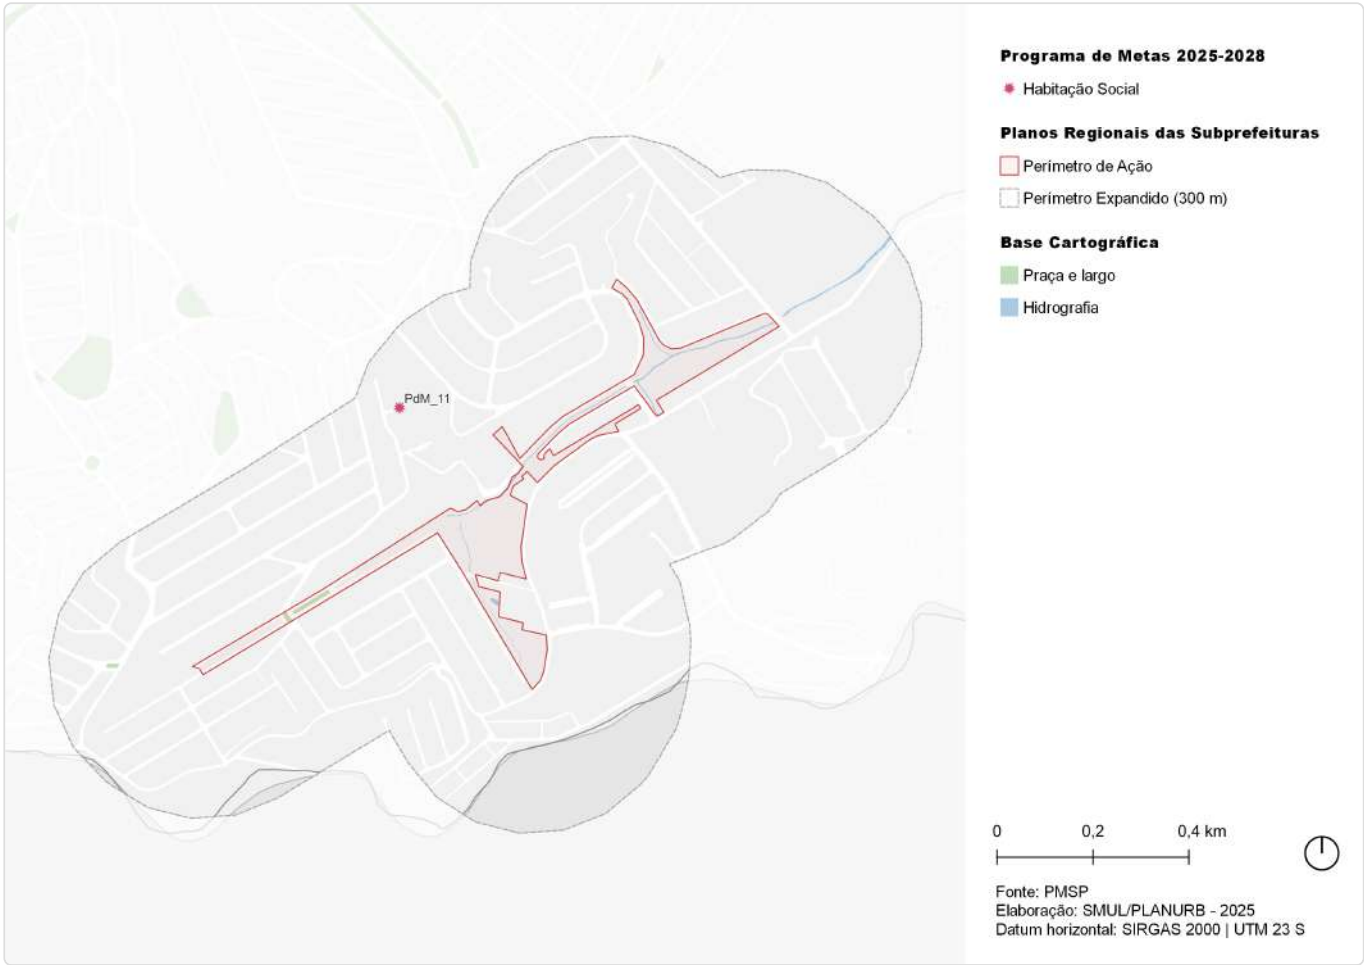 Programa de Metas 2025-2028
Habitação Social
Planos Regionais das Subprefeituras
Perímetro de Ação
Perímetro Expandido (300 m)
Base Cartográfica
Praça e largo
Hidrografia
PdM_11
0 0,2 0,4 km
Fonte: PMSP
Elaboração: SMUL/PLANURB - 2025
Datum horizontal: SIRGAS 2000 | UTM 23 S